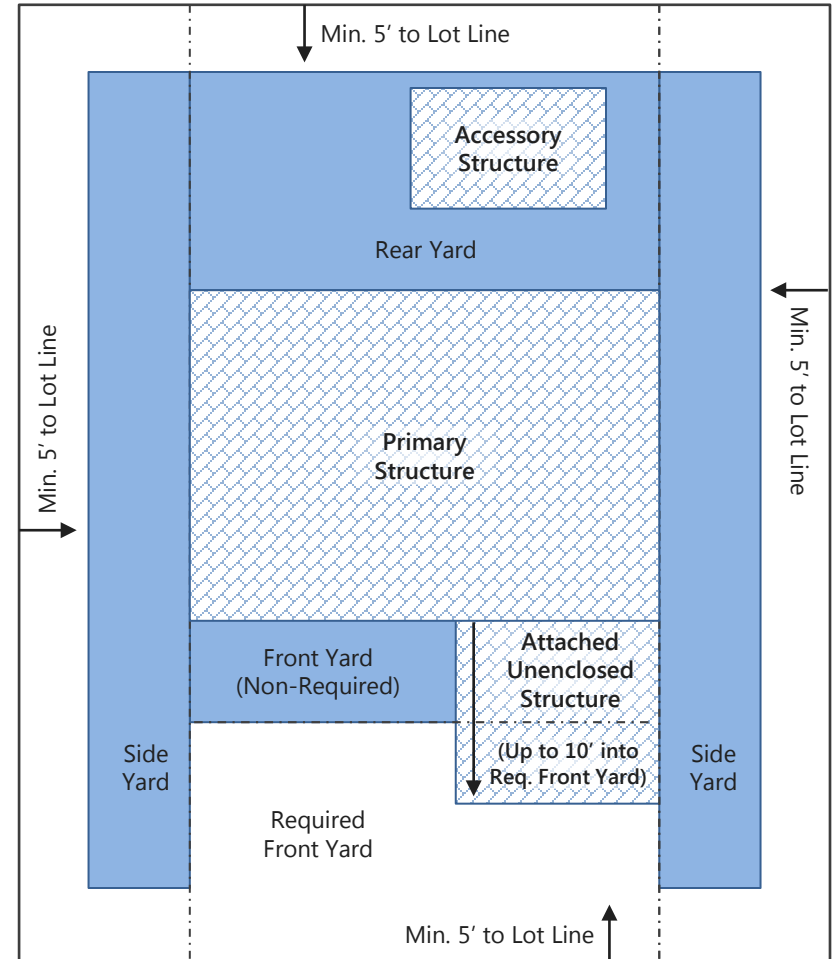 Min. 5' to Lot Line
Accessory
Structure
Rear Yard
Min. 5' to Lot Line
Min. 5' to Lot Line
Primary
Structure
Front Yard
(Non-Required)
Attached
Unenclosed
Structure
(Up to 10' into
Req. Front Yard)
Side
Yard
Side
Yard
Required
Front Yard
Min. 5' to Lot Line